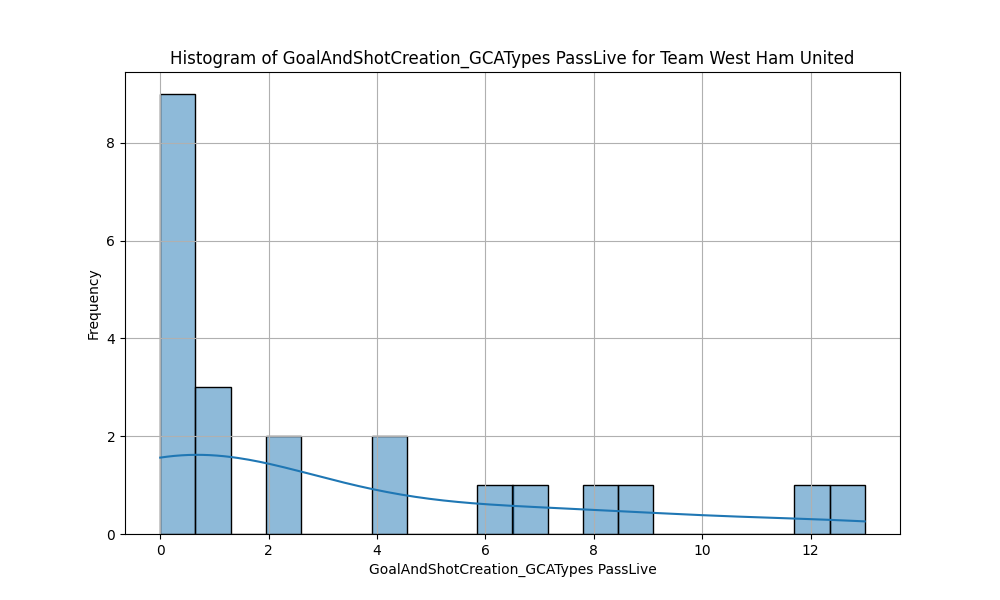 Histogram of GoalAndShotCreation_GCATypes PassLive for Team West Ham United
8
6
4
2
0
Frequency
0 2 4 6 8 10 12
GoalAndShotCreation_GCATypes PassLive